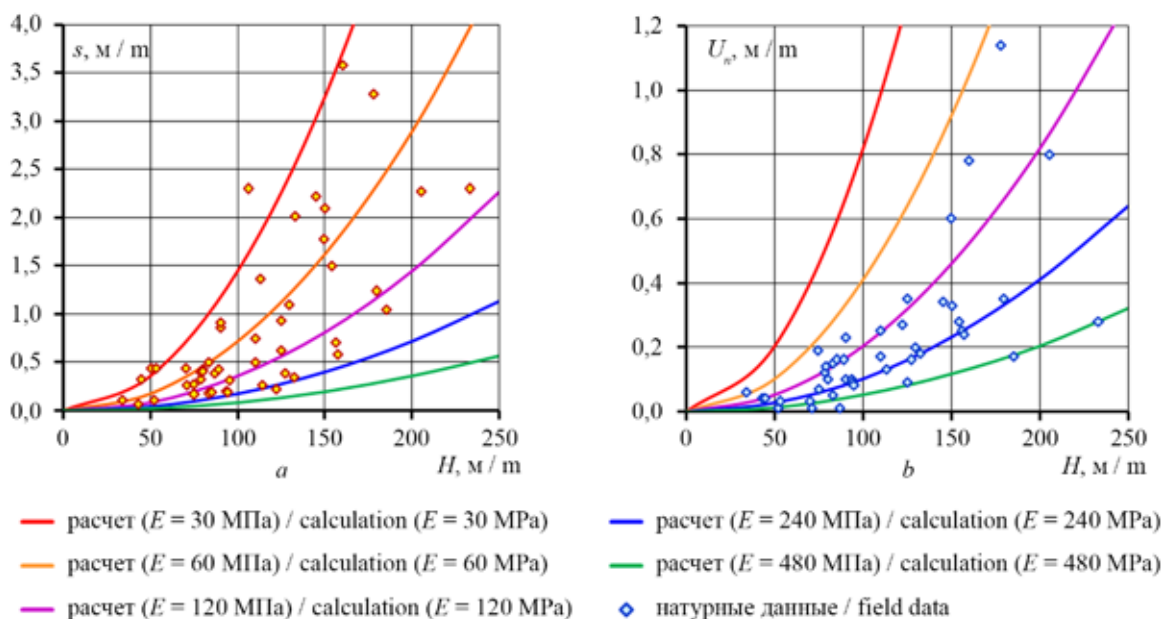 4,0
3,5
3,0
2,5
2,0
1,5
1,0
0,5
0,0
s, м / m
0 50 100 150 200 250
a
H, м / m
1,2
1,0
0,8
0,6
0,4
0,2
0,0
Uₙ, м / m
0 50 100 150 200 250
b
H, м / m
расчет (E = 30 МПа) / calculation (E = 30 MPa)
расчет (E = 60 МПа) / calculation (E = 60 MPa)
расчет (E = 120 МПа) / calculation (E = 120 MPa)
расчет (E = 240 МПа) / calculation (E = 240 MPa)
расчет (E = 480 МПа) / calculation (E = 480 MPa)
натурные данные / field data